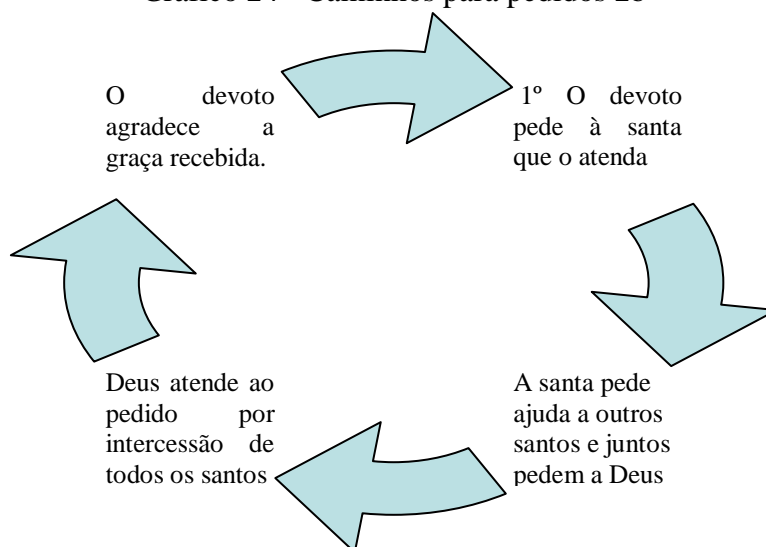 Gráfico 24 - Caminhos para pedidos 28
O devoto
agradece a
graça recebida.
1º O devoto
pede à santa
que o atenda
Deus atende ao
pedido por
intercessão de
todos os santos
A santa pede
ajuda a outros
santos e juntos
pedem a Deus